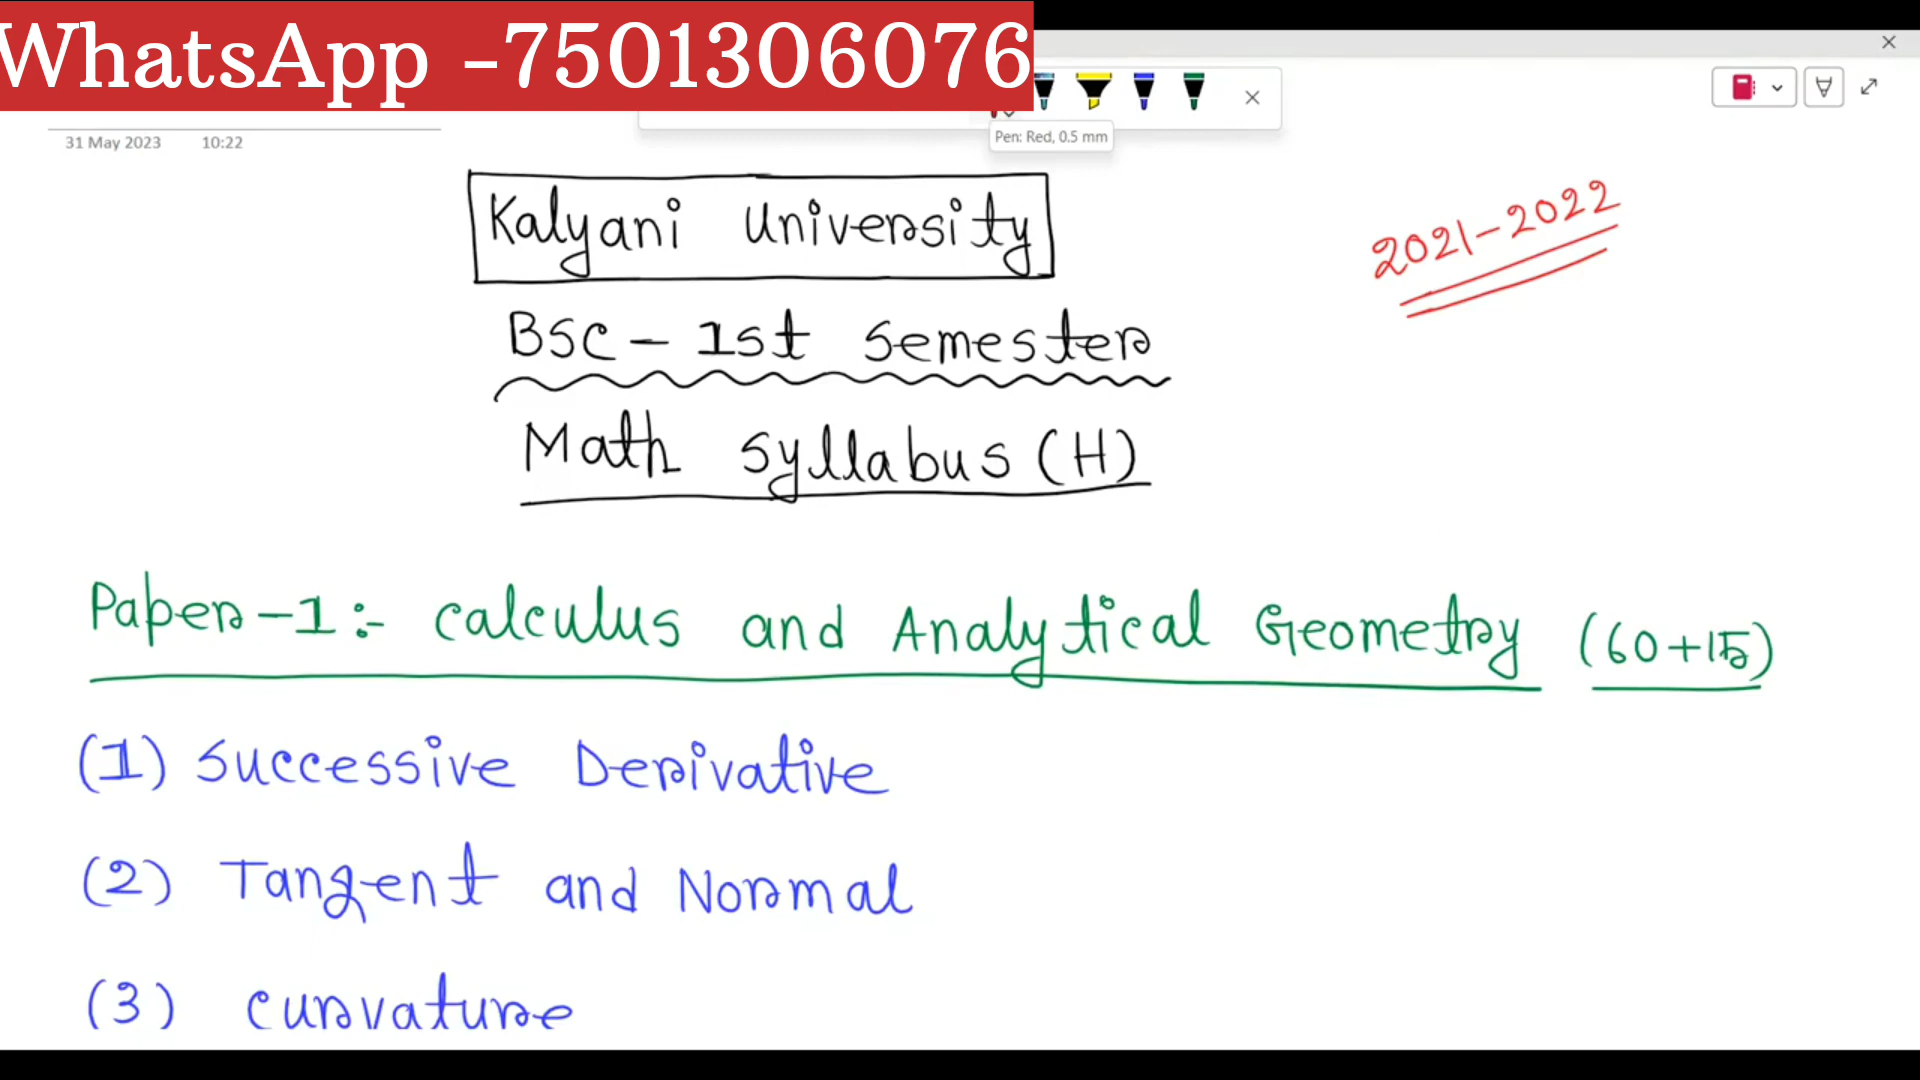 WhatsApp -7501306076
Pen: Red, 0.5 mm
31 May 2023 10:22
Kalyani University
2021-2022
BSC - 1st Semester
Math Syllabus (H)
Paper-1:- Calculus and Analytical Geometry (60+15)
(1) Successive Derivative
(2) Tangent and Normal
(3) Curvature